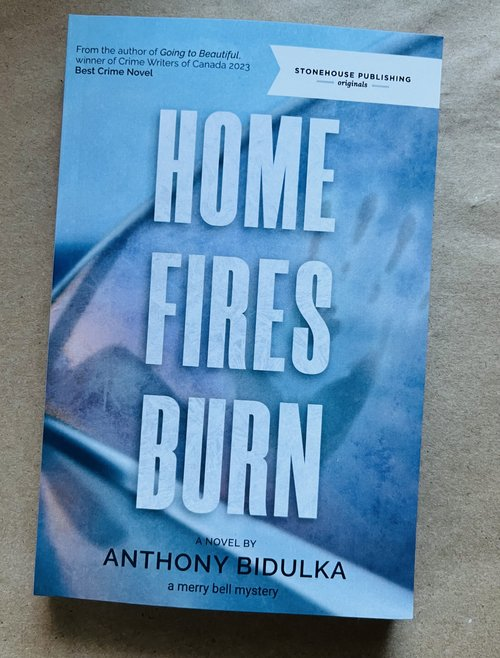 From the author of Going to Beautiful,
winner of Crime Writers of Canada 2023
Best Crime Novel
STONEHOUSE PUBLISHING
originals
HOME
FIRES
BURN
A NOVEL BY
ANTHONY BIDULKA
a merry bell mystery